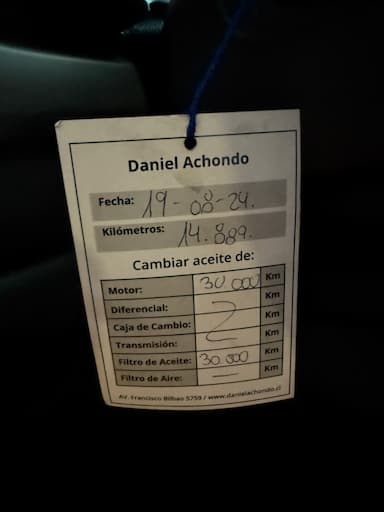 Daniel Achondo
Fecha: 19-08-24.
Kilómetros: 14.889.
Cambiar aceite de:
Motor: 30000 Km
Diferencial: Km
Caja de Cambio: Km
Transmisión: Km
Filtro de Aceite: 30.000 Km
Filtro de Aire: — Km
AV. Francisco Bilbao 5759 / www.danielachondo.cl